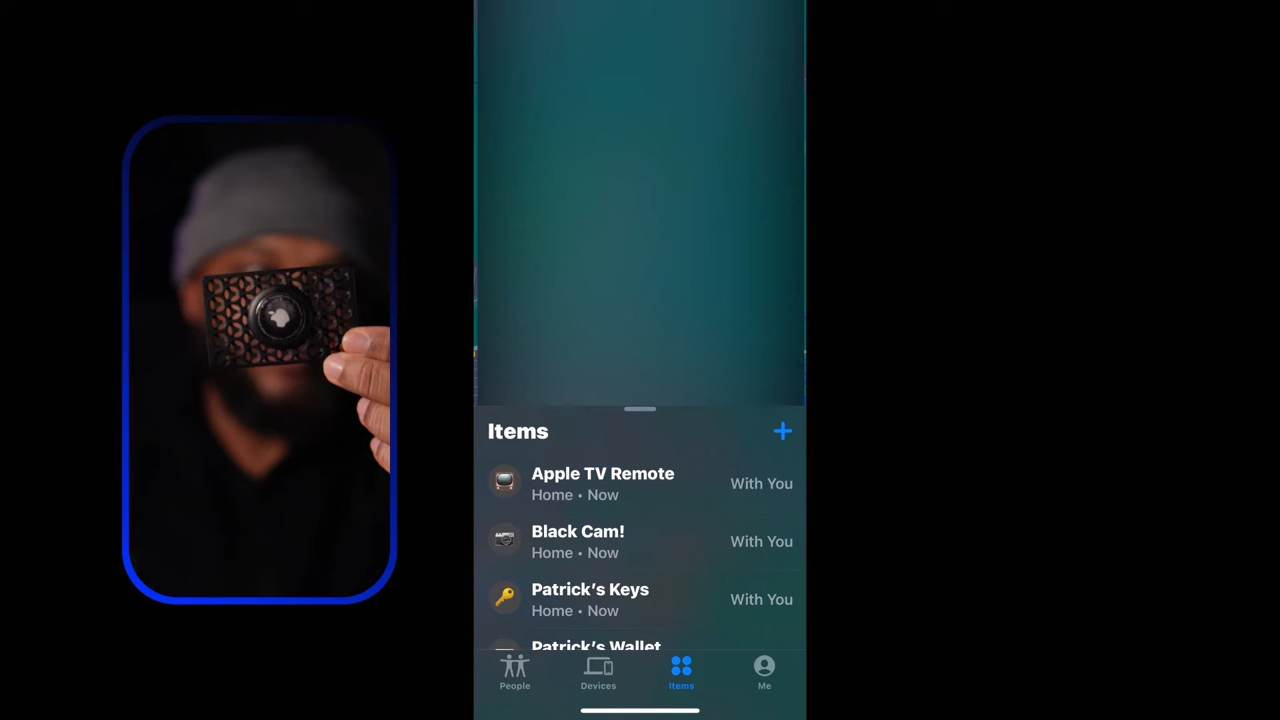 Items
Apple TV Remote
Home • Now
With You
Black Cam!
Home • Now
With You
Patrick’s Keys
Home • Now
With You
Patrick’s Wallet
People
Devices
Items
Me